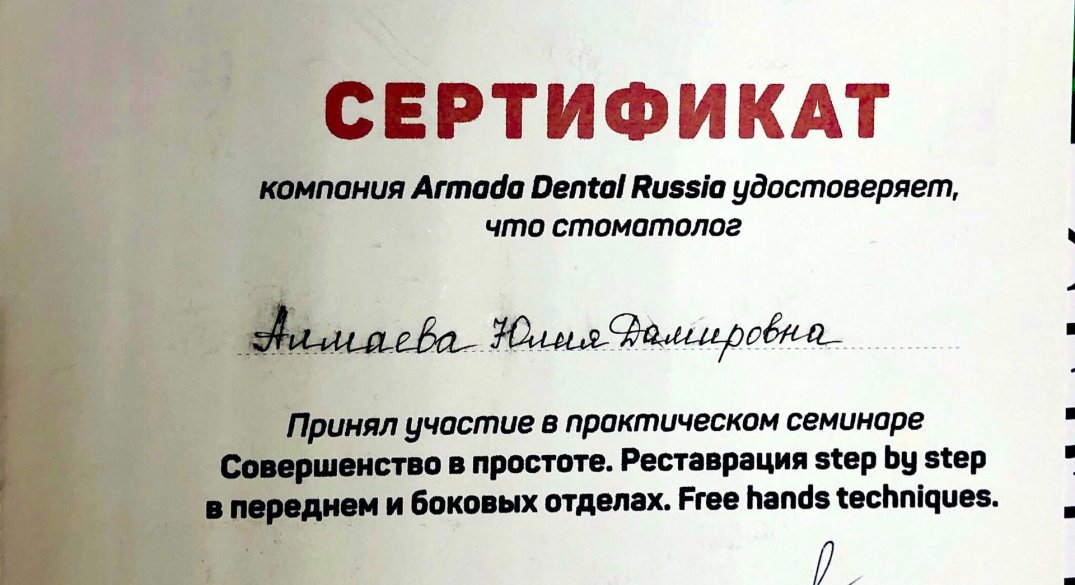 СЕРТИФИКАТ
компания Armada Dental Russia удостоверяет,
что стоматолог
Алмаева Юлия Дамировна
Принял участие в практическом семинаре
Совершенство в простоте. Реставрация step by step
в переднем и боковых отделах. Free hands techniques.